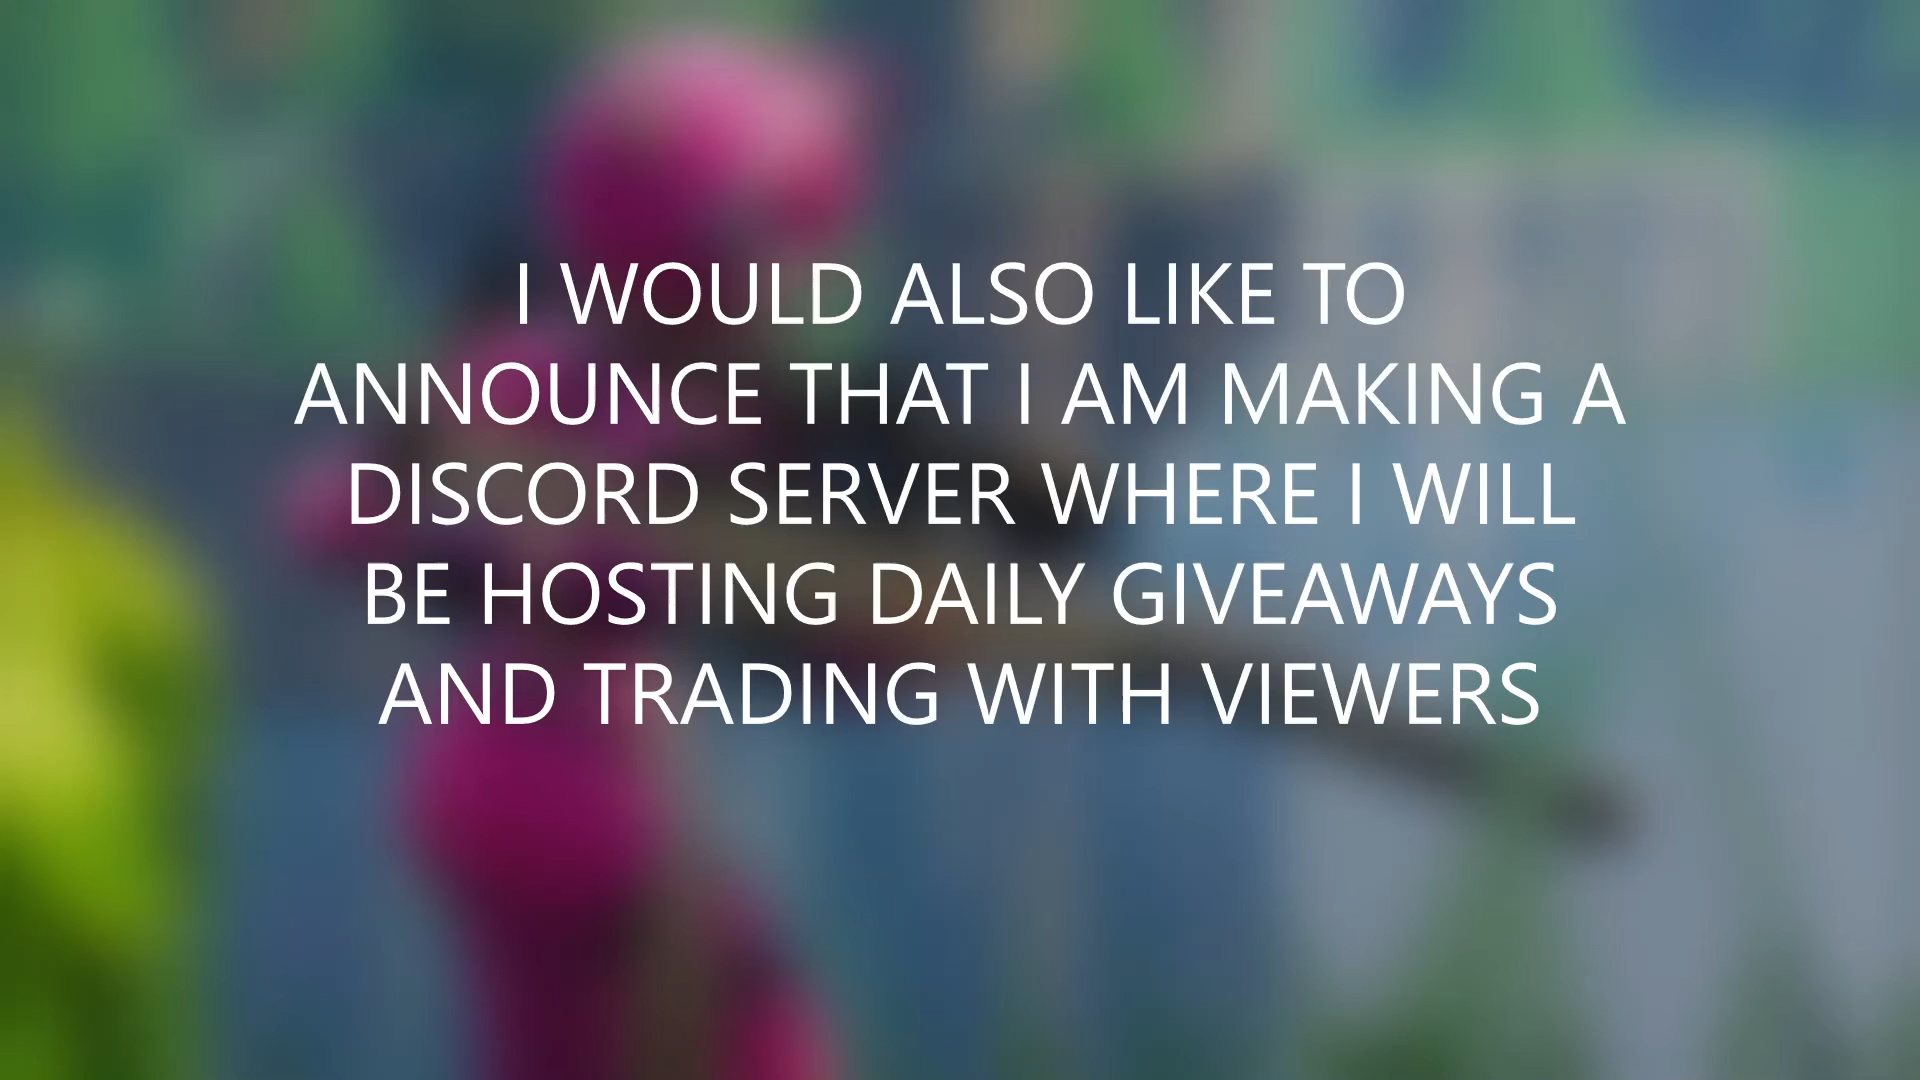 I WOULD ALSO LIKE TO
ANNOUNCE THAT I AM MAKING A
DISCORD SERVER WHERE I WILL
BE HOSTING DAILY GIVEAWAYS
AND TRADING WITH VIEWERS